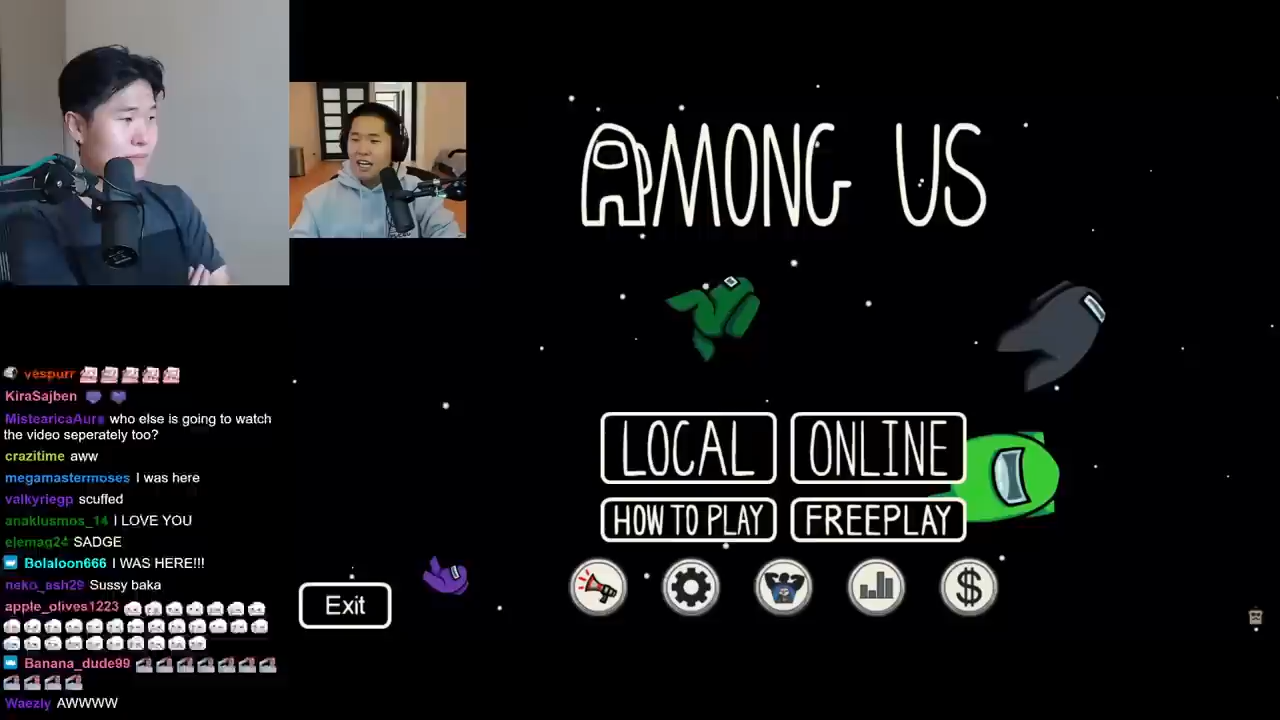 AMONG US
LOCAL
ONLINE
HOW TO PLAY
FREEPLAY
Exit
vespurr
KiraSajben
MistearicaAura who else is going to watch
the video seperately too?
crazitime aww
megamastermoses I was here
valkyriegp scuffed
anaklusmos_14 I LOVE YOU
elemag24 SADGE
Bolaloon666 I WAS HERE!!!
neko_ash29 Sussy baka
apple_olives1223
Banana_dude99
Waezly AWWWW